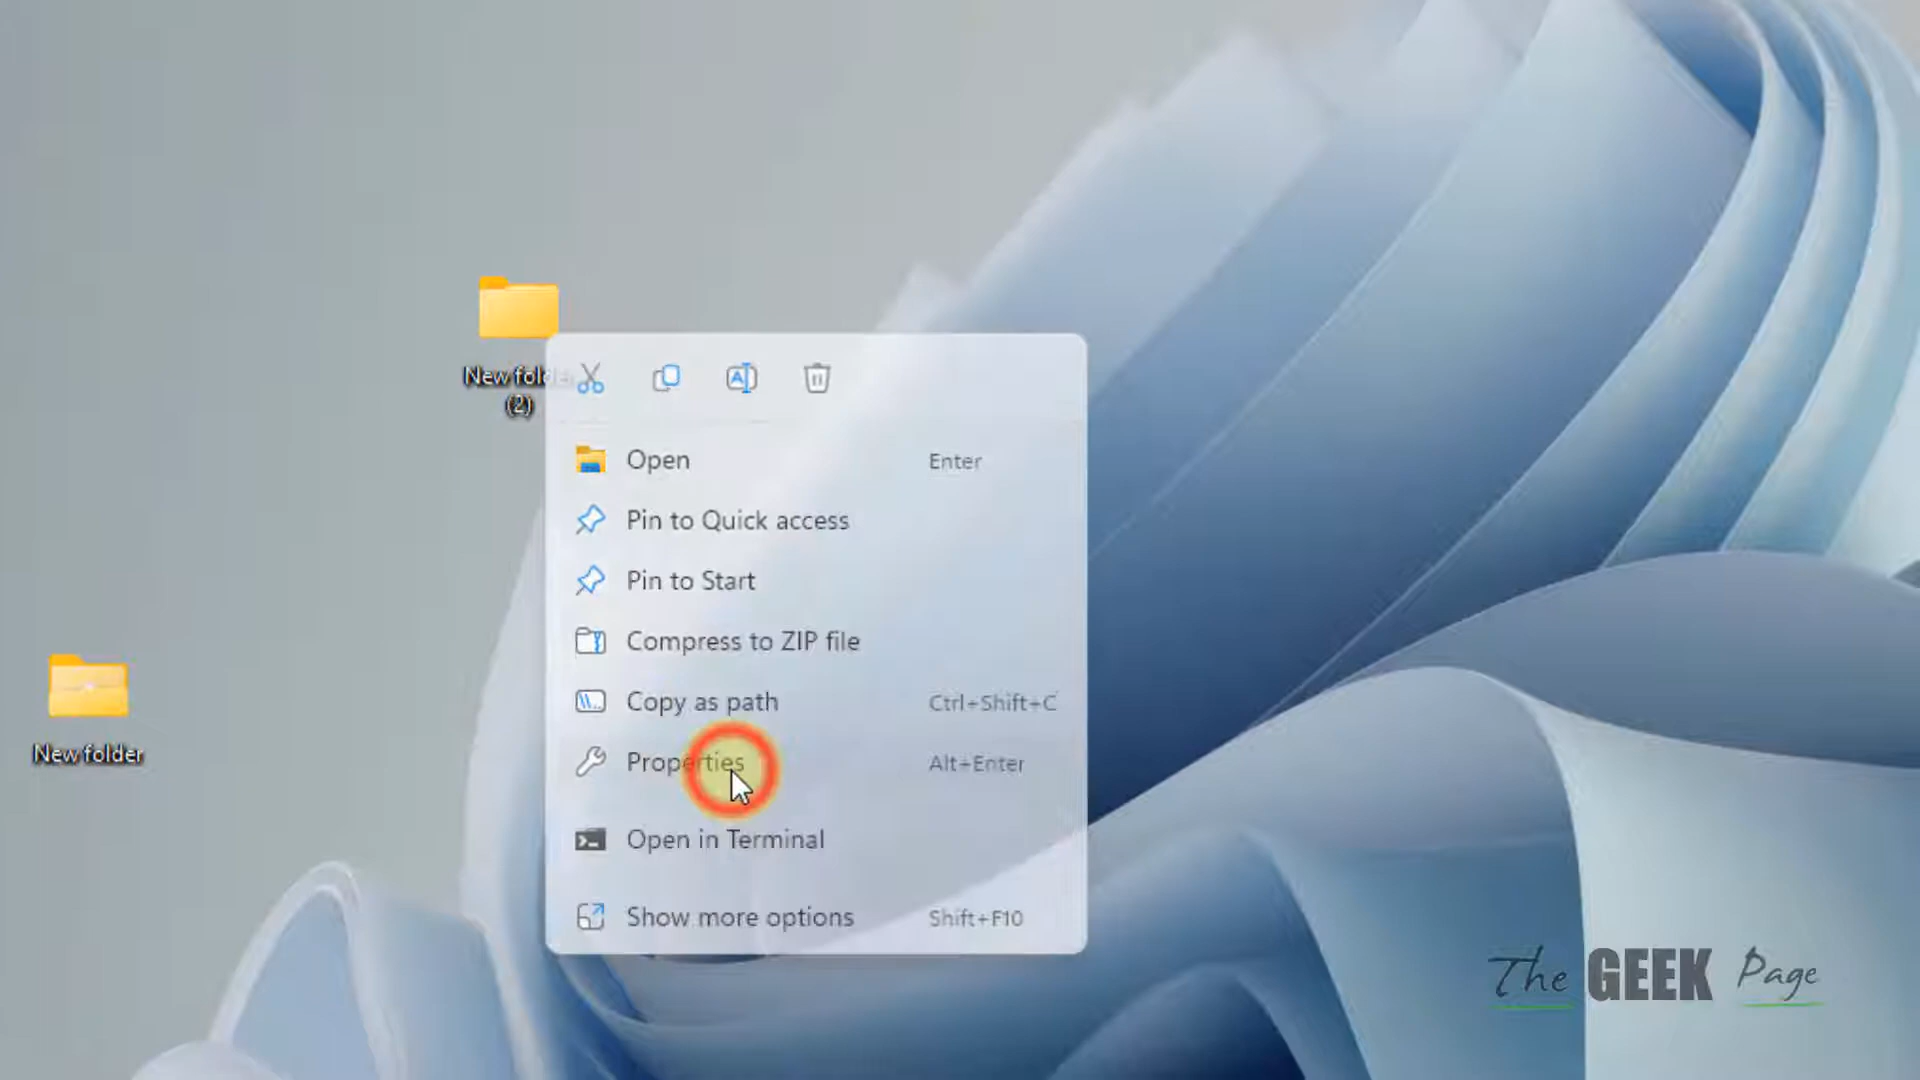 New folder
(2)
Open Enter
Pin to Quick access
Pin to Start
Compress to ZIP file
Copy as path Ctrl+Shift+C
Properties Alt+Enter
Open in Terminal
Show more options Shift+F10
New folder
The GEEK Page